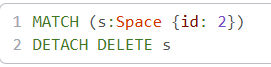 1 MATCH (s:Space {id: 2})
2 DETACH DELETE s